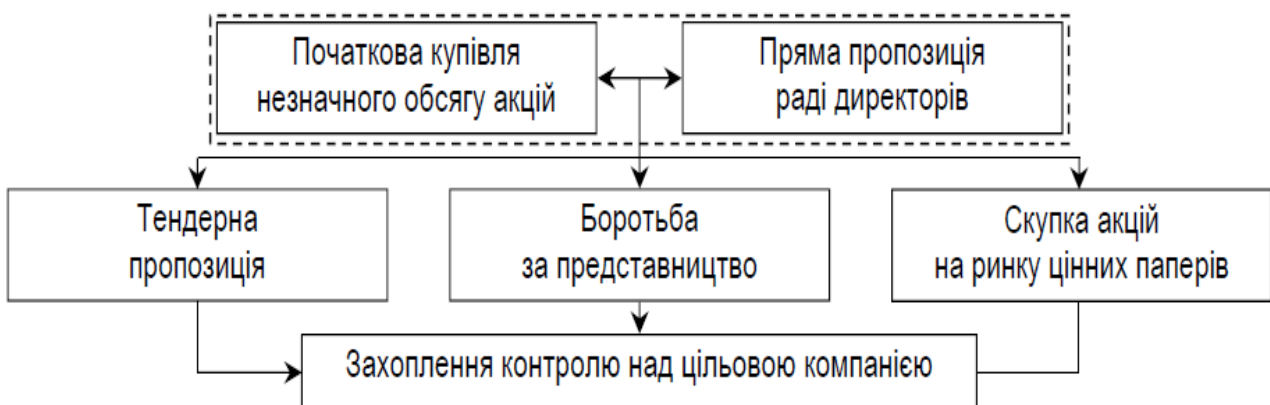 Початкова купівля
незначного обсягу акцій
Пряма пропозиція
раді директорів
Тендерна
пропозиція
Боротьба
за представництво
Скупка акцій
на ринку цінних паперів
Захоплення контролю над цільовою компанією